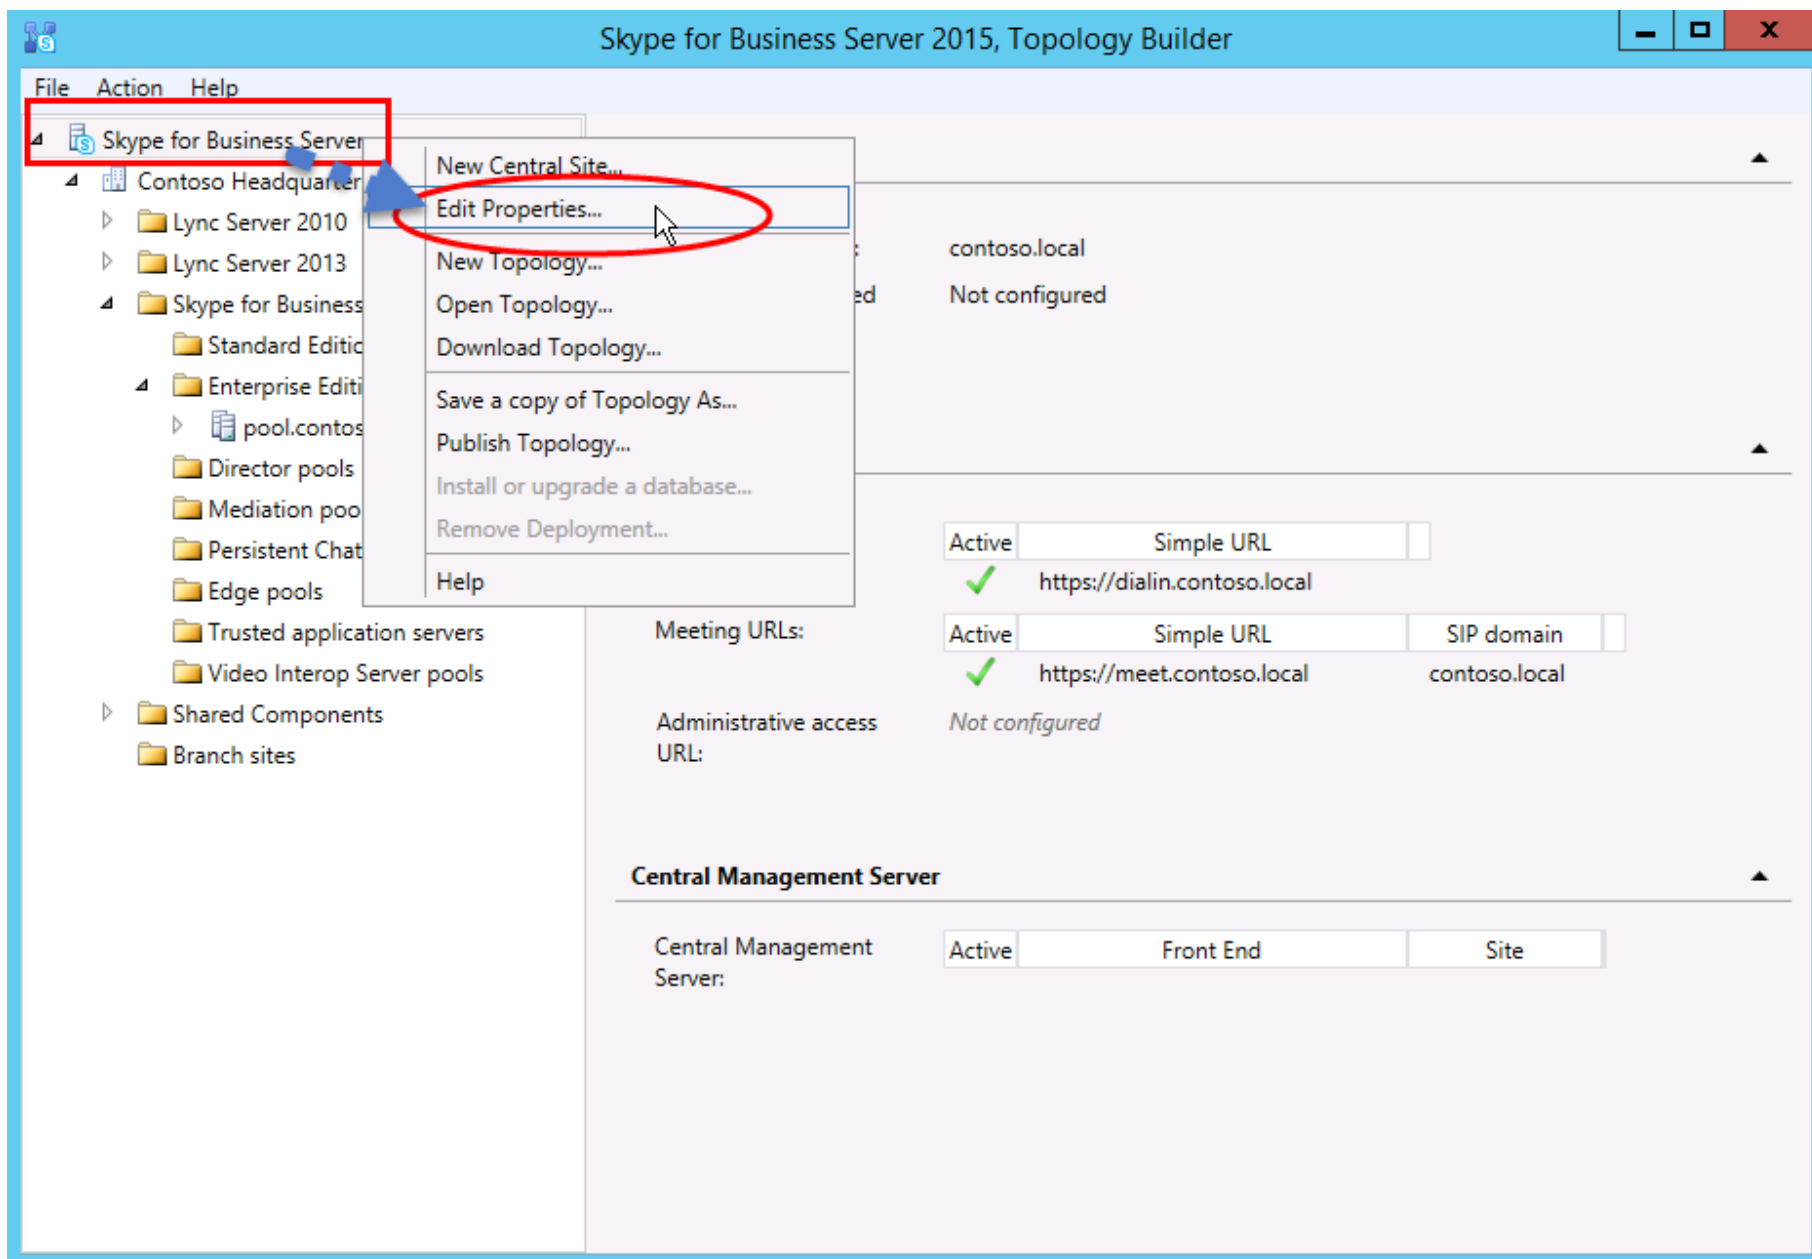 Skype for Business Server 2015, Topology Builder
File Action Help
Skype for Business Server
Contoso Headquarter
Lync Server 2010
Lync Server 2013
Skype for Business
Standard Editic
Enterprise Editi
pool.contos
Director pools
Mediation poo
Persistent Chat
Edge pools
Trusted application servers
Video Interop Server pools
Shared Components
Branch sites
New Central Site...
Edit Properties...
New Topology...
Open Topology...
Download Topology...
Save a copy of Topology As...
Publish Topology...
Install or upgrade a database...
Remove Deployment...
Help
: contoso.local
ed Not configured
Active Simple URL
https://dialin.contoso.local
Meeting URLs: Active Simple URL SIP domain
https://meet.contoso.local contoso.local
Administrative access Not configured
URL:
Central Management Server
Central Management Active Front End Site
Server: